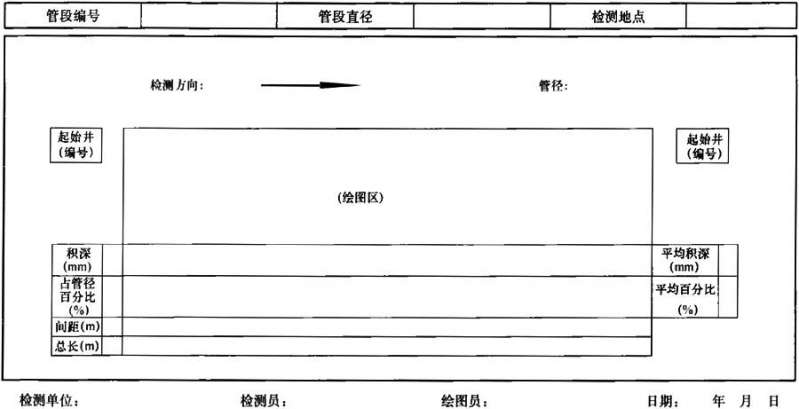 管段编号 管段直径 检测地点
检测方向: 管径:
起始井
(编号)
起始井
(编号)
(绘图区)
积深
(mm)
平均积深
(mm)
占管径
百分比
(%)
平均百分比
(%)
间距(m)
总长(m)
检测单位: 检测员: 绘图员: 日期: 年 月 日